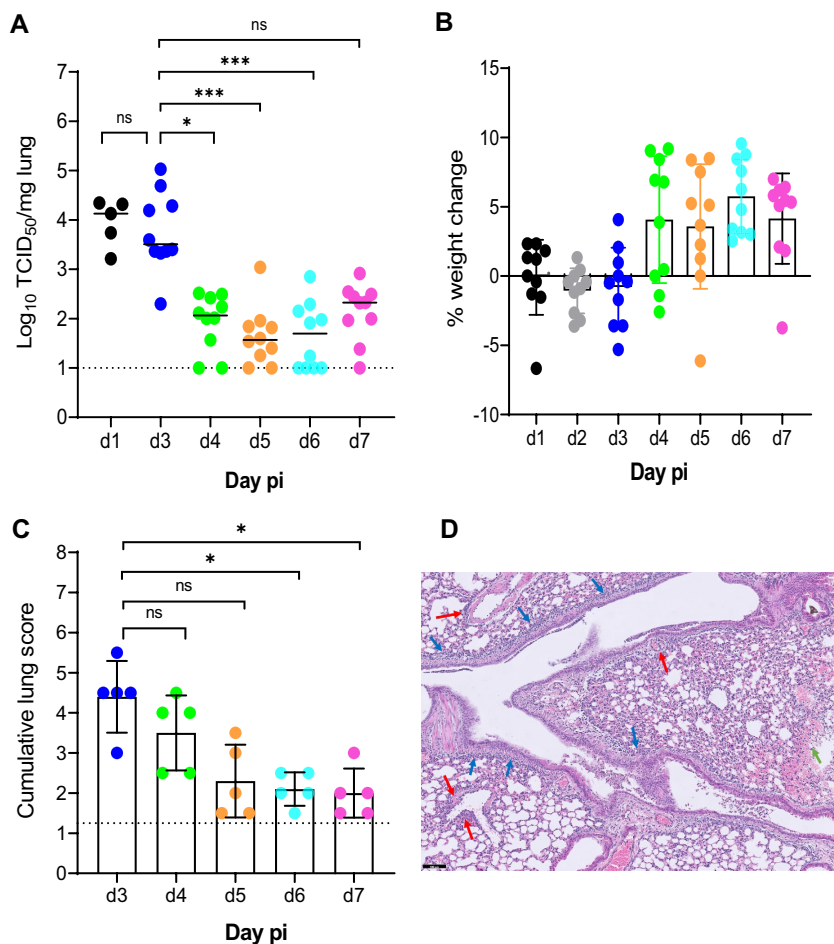 A
ns
***
***
ns
*
Log10 TCID50/mg lung
7
6
5
4
3
2
1
0
d1 d3 d4 d5 d6 d7
Day pi
B
% weight change
15
10
5
0
-5
-10
d1 d2 d3 d4 d5 d6 d7
Day pi
C
*
*
ns
ns
Cumulative lung score
8
7
6
5
4
3
2
1
0
d3 d4 d5 d6 d7
Day pi
D